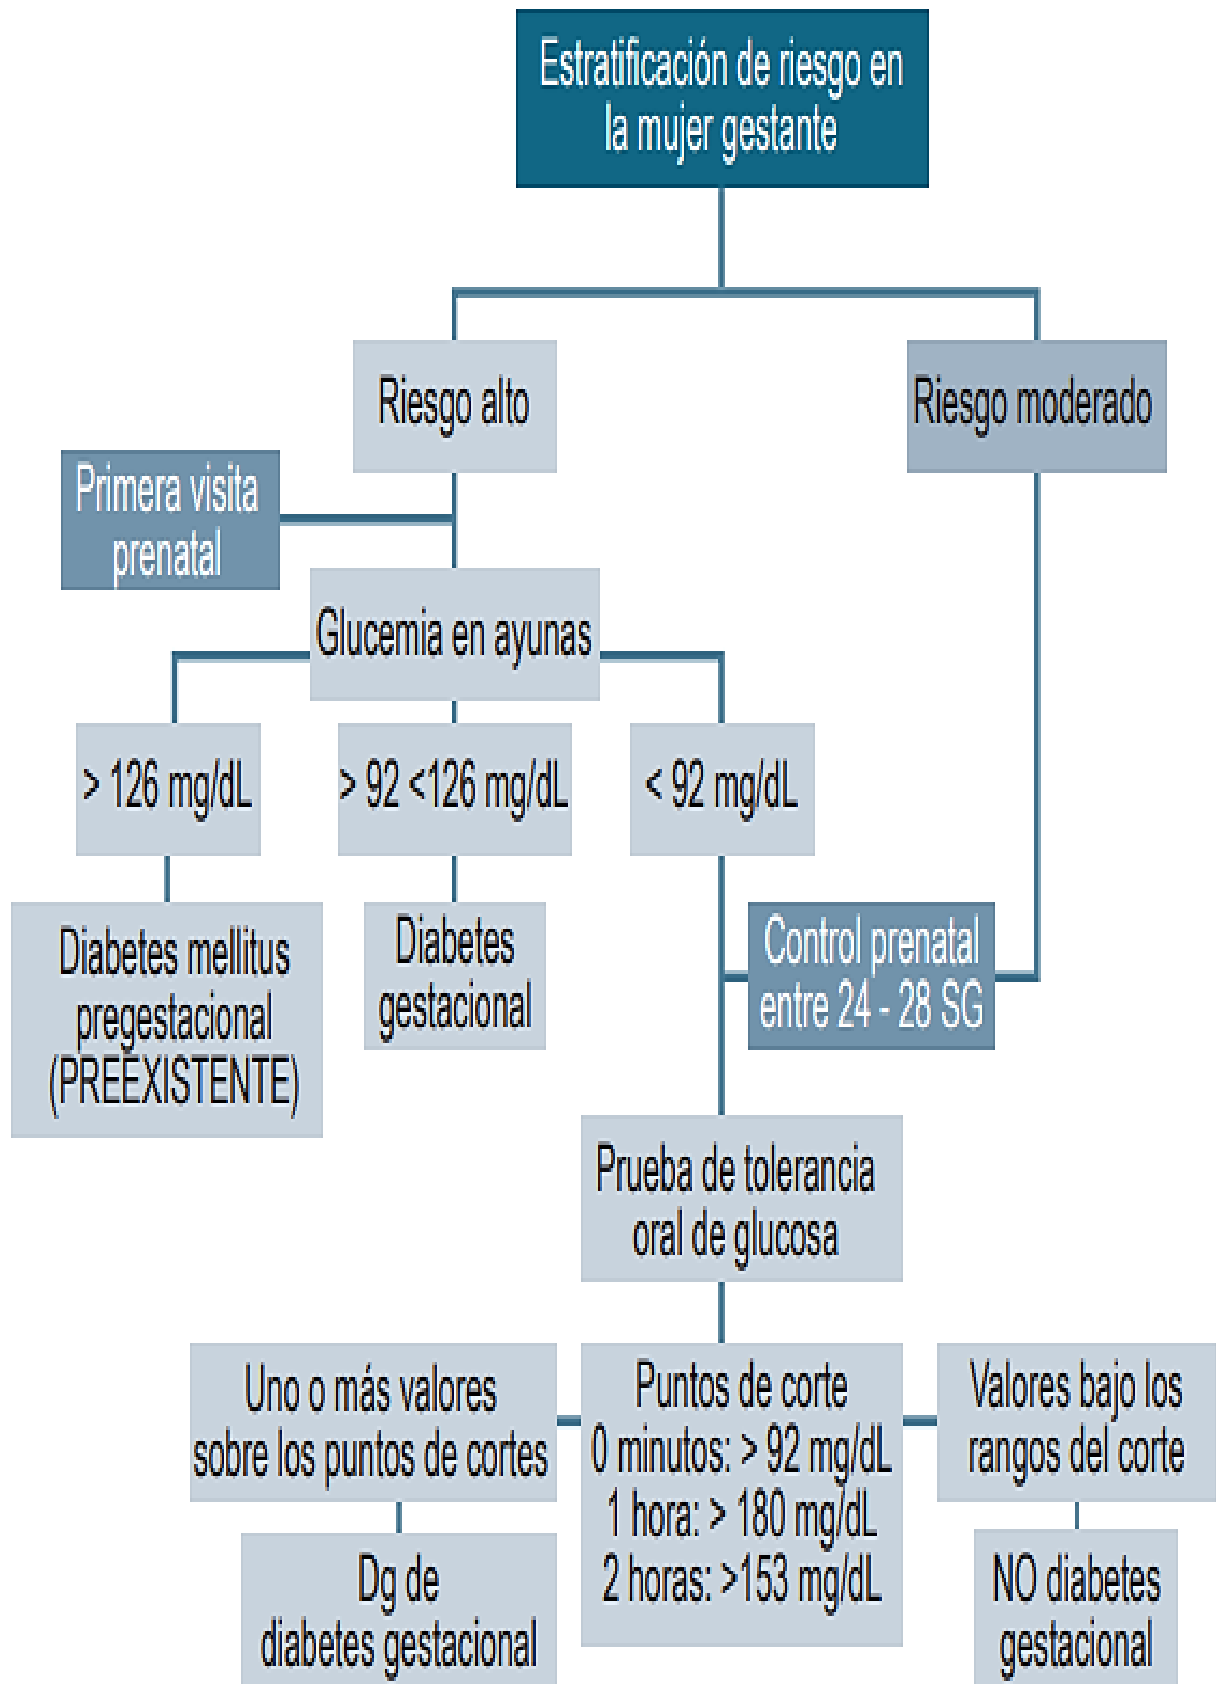 Estratificación de riesgo en
la mujer gestante
Riesgo alto
Riesgo moderado
Primera visita
prenatal
Glucemia en ayunas
> 126 mg/dL
> 92 <126 mg/dL
< 92 mg/dL
Diabetes mellitus
pregestacional
(PREEXISTENTE)
Diabetes
gestacional
Control prenatal
entre 24 - 28 SG
Prueba de tolerancia
oral de glucosa
Uno o más valores
sobre los puntos de cortes
Puntos de corte
0 minutos: > 92 mg/dL
1 hora: > 180 mg/dL
2 horas: >153 mg/dL
Valores bajo los
rangos del corte
Dg de
diabetes gestacional
NO diabetes
gestacional